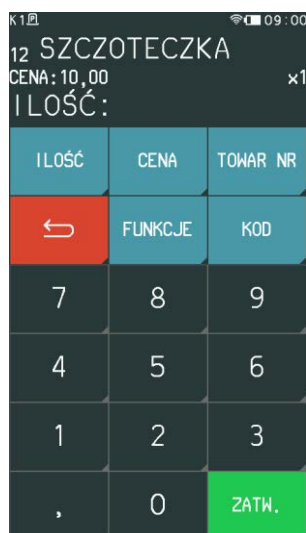 K1 P 09:00
12 SZCZOTECZKA
CENA:10,00 x1
ILOŚĆ:
ILOŚĆ CENA TOWAR NR
FUNKCJE KOD
7 8 9
4 5 6
1 2 3
, 0 ZATW.